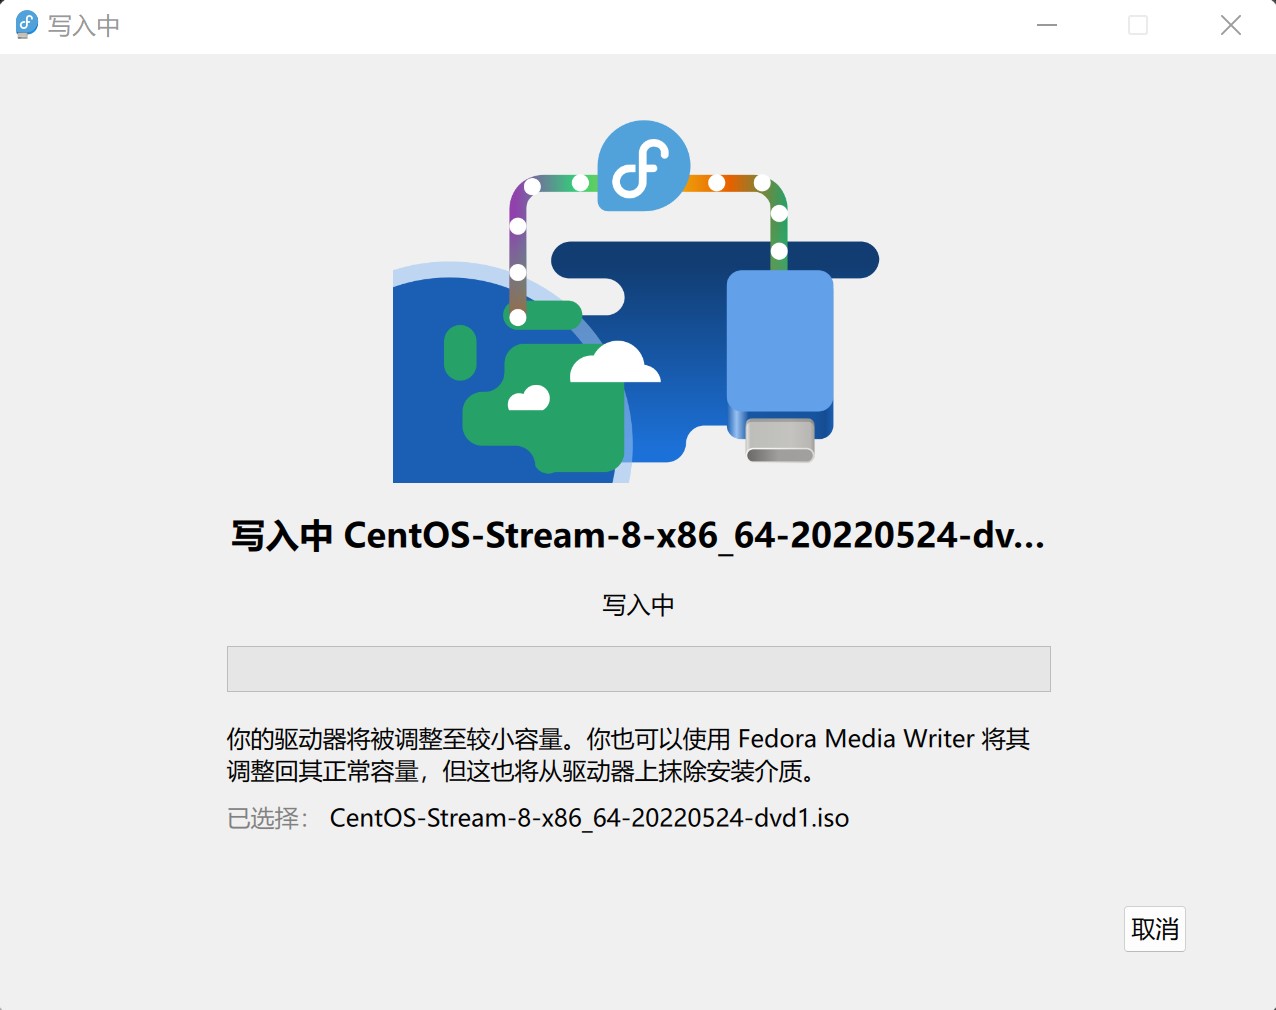 写入中
写入中 CentOS-Stream-8-x86_64-20220524-dv...
写入中
你的驱动器将被调整至较小容量。你也可以使用 Fedora Media Writer 将其
调整回其正常容量，但这也将从驱动器上抹除安装介质。
已选择： CentOS-Stream-8-x86_64-20220524-dvd1.iso
取消